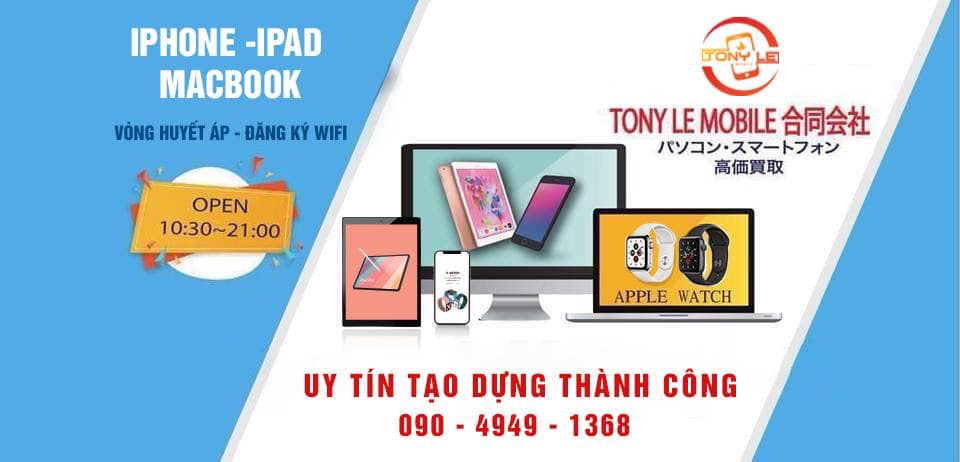 IPHONE -IPAD
MACBOOK
VÒNG HUYẾT ÁP - ĐĂNG KÝ WIFI
OPEN
10:30~21:00
TONY LE
MOBILE
TONY LE MOBILE 合同会社
パソコン・スマートフォン
高価買取
APPLE WATCH
UY TÍN TẠO DỰNG THÀNH CÔNG
090 - 4949 - 1368